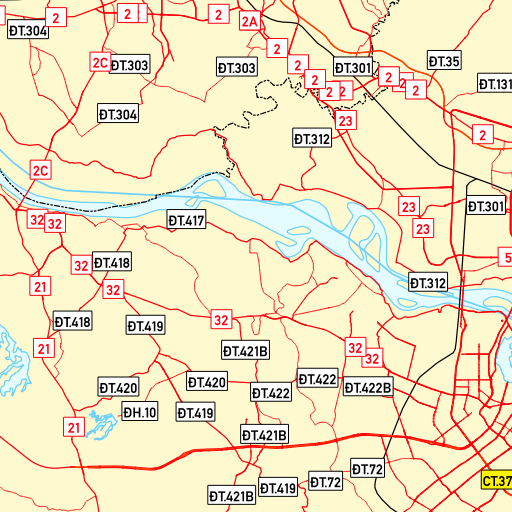 2
2
2
2A
ĐT.304
2
2C
ĐT.303
ĐT.303
2
ĐT.301
ĐT.35
2
2
2
2
2
2
ĐT.131
ĐT.304
23
ĐT.312
2
2C
32
32
ĐT.417
23
23
ĐT.301
5
32
ĐT.418
21
32
ĐT.312
ĐT.418
ĐT.419
32
21
ĐT.421B
32
32
ĐT.420
ĐT.420
ĐT.422
ĐT.422
ĐT.422B
ĐH.10
ĐT.419
21
ĐT.421B
ĐT.72
ĐT.72
CT.37
ĐT.421B
ĐT.419